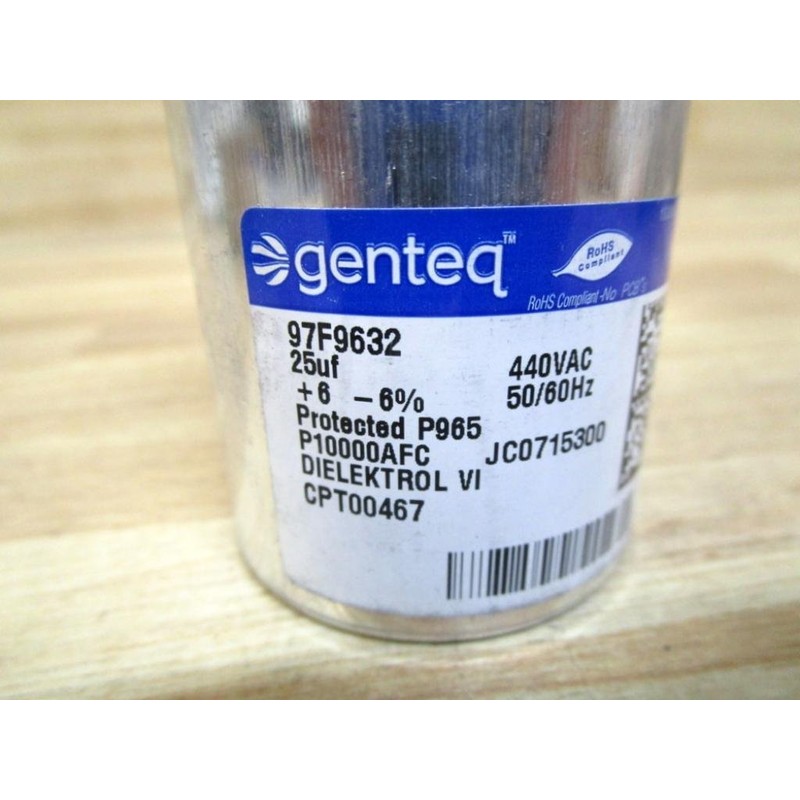 genteq™
RoHS
Compliant
RoHS Compliant-No PCB's
97F9632
25uf 440VAC
+6 -6% 50/60Hz
Protected P965
P10000AFC JC0715300
DIELEKTROL VI
CPT00467